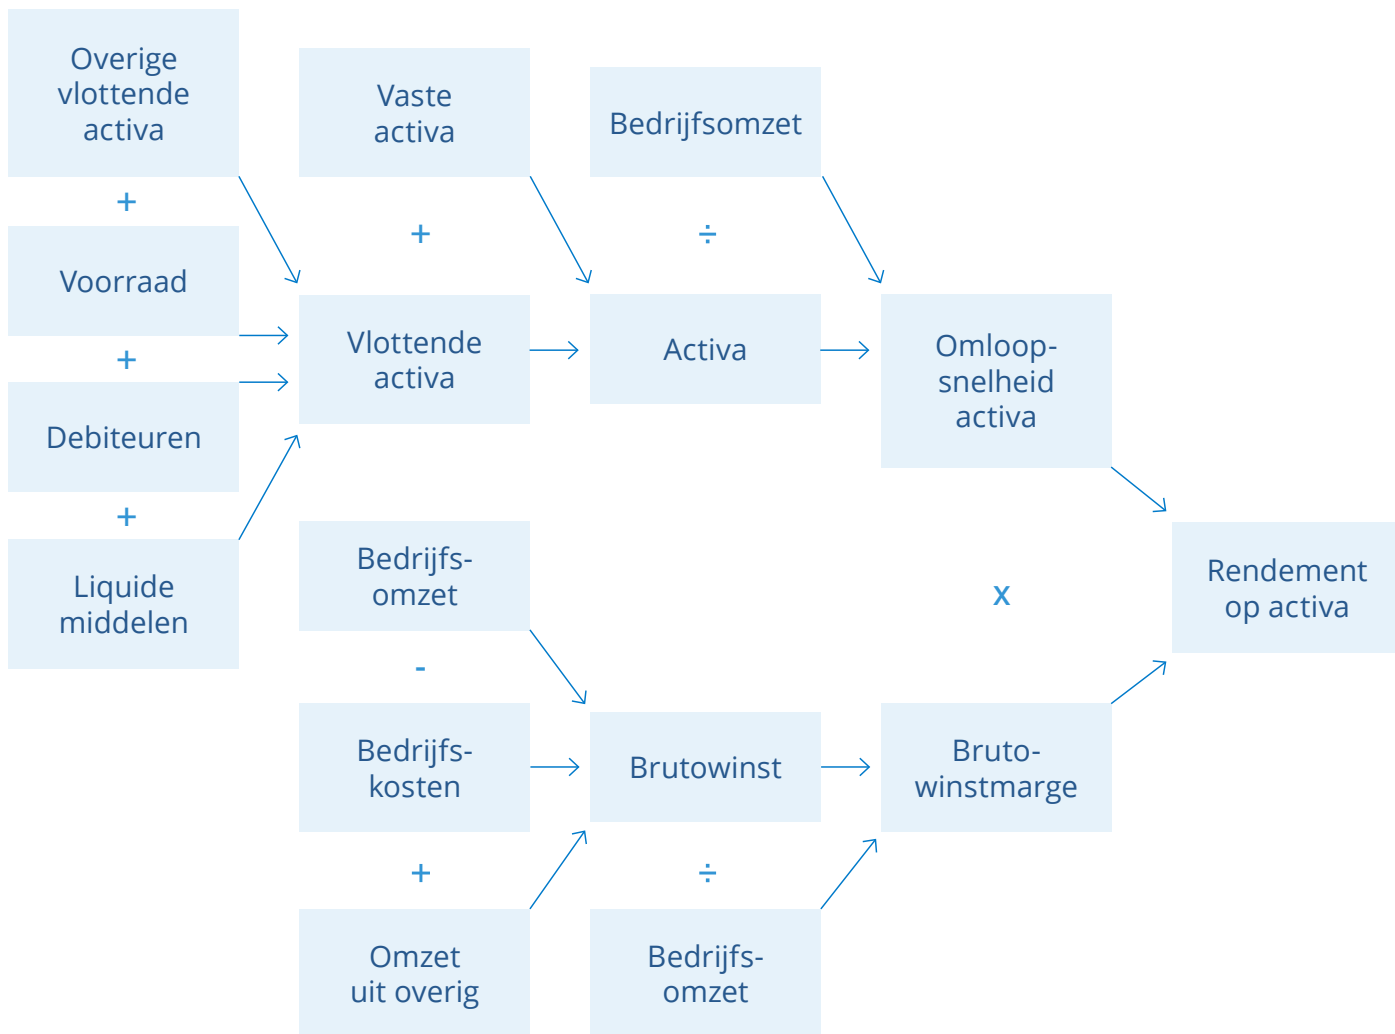 Overige
vlottende
activa
+
Voorraad
+
Debiteuren
+
Liquide
middelen
Vaste
activa
+
Vlottende
activa
Bedrijfsomzet
÷
Activa
Omloop-
snelheid
activa
Bedrijfs-
omzet
-
Bedrijfs-
kosten
+
Omzet
uit overig
Brutowinst
÷
Bedrijfs-
omzet
Bruto-
winstmarge
x
Rendement
op activa